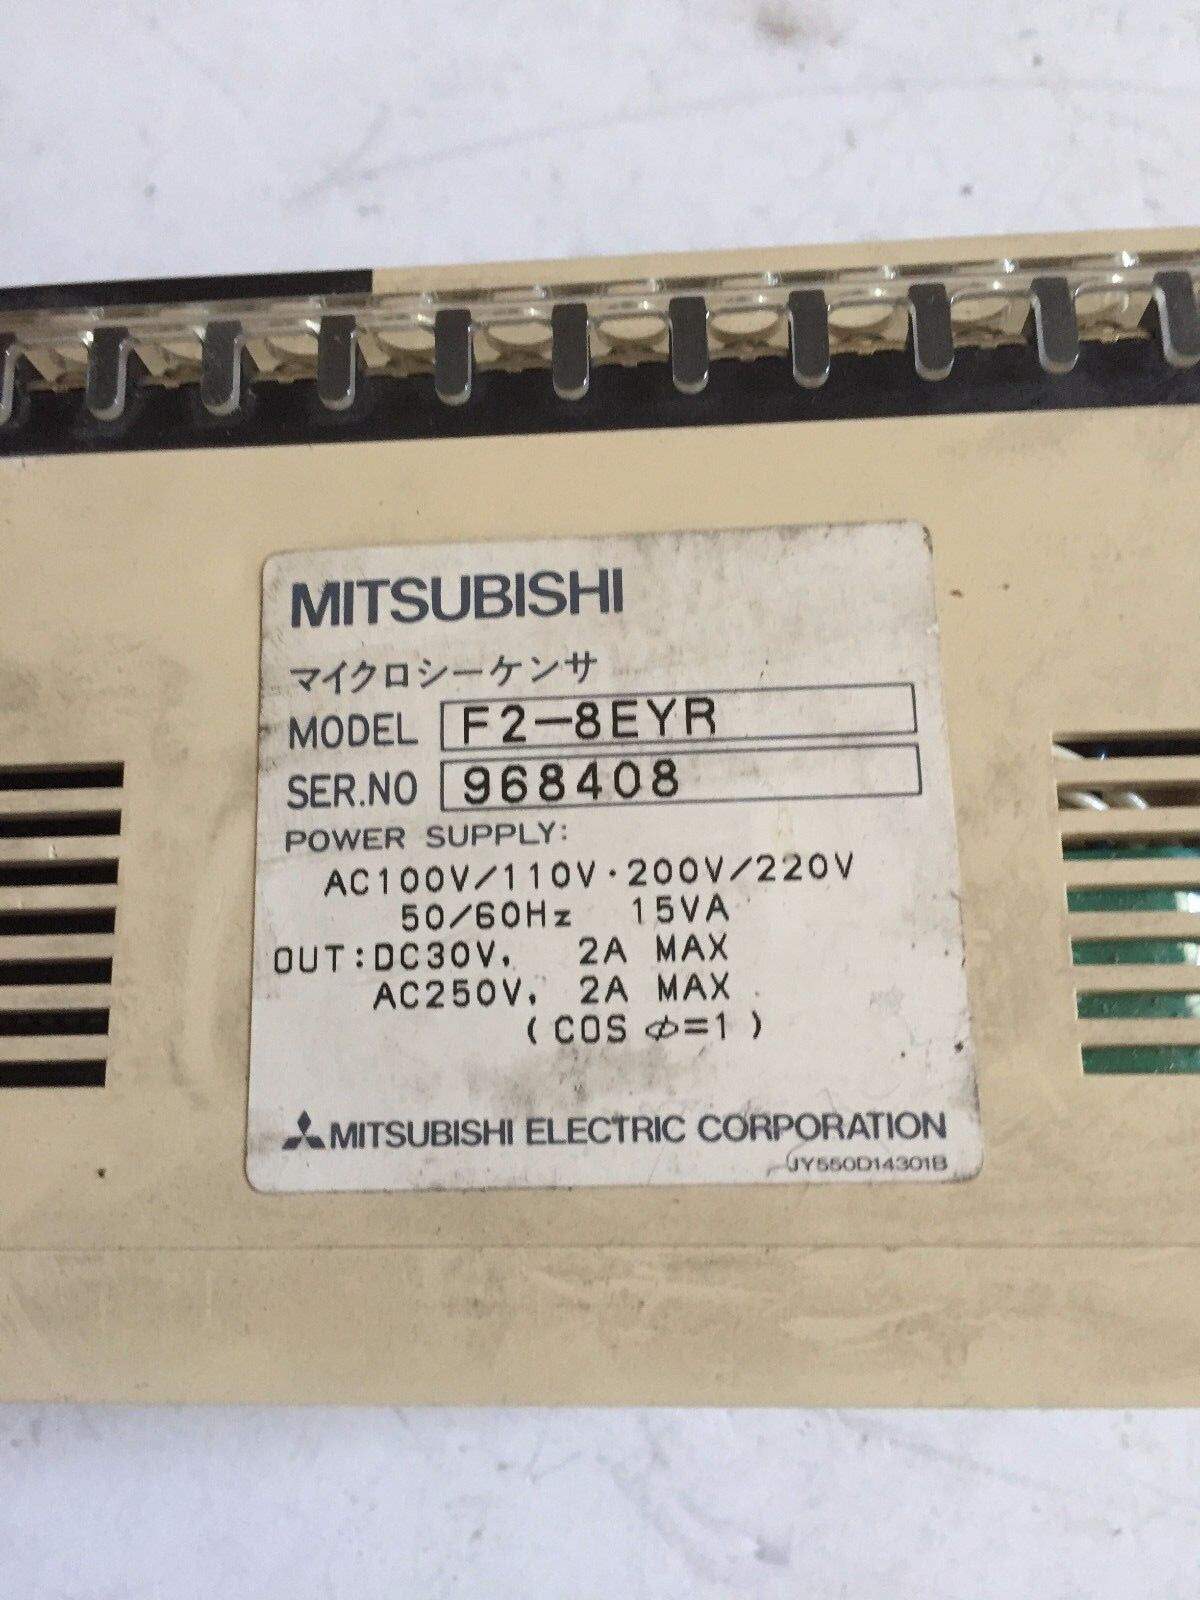 MITSUBISHI
マイクロシーケンサ
MODEL F2-8EYR
SER.NO 968408
POWER SUPPLY:
AC100V/110V・200V/220V
50/60Hz 15VA
OUT:DC30V, 2A MAX
AC250V, 2A MAX
(COS φ=1)
MITSUBISHI ELECTRIC CORPORATION
JY550D14301B